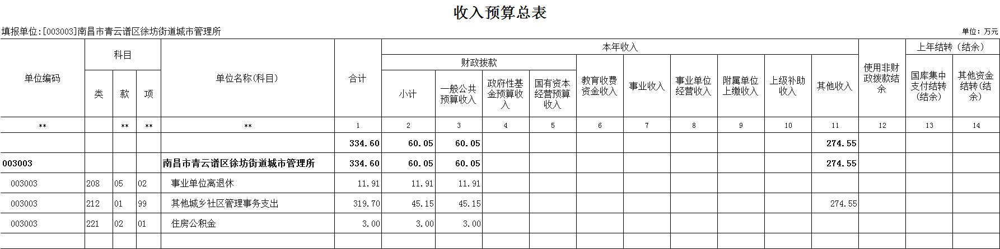 收入预算总表
填报单位:[003003]南昌市青云谱区徐坊街道城市管理所 单位：万元
单位编码 科目 单位名称(科目) 合计 本年收入 使用非财政拨款结余 上年结转（结余）
类 款 项 财政拨款 教育收费资金收入 事业收入 事业单位经营收入 附属单位上缴收入 上级补助收入 其他收入 国库集中支付结转(结余) 其他资金结转(结余)
小计 一般公共预算收入 政府性基金预算收入 国有资本经营预算收入
** ** ** ** 1 2 3 4 5 6 7 8 9 10 11 12 13 14
334.60 60.05 60.05 274.55
003003 南昌市青云谱区徐坊街道城市管理所 334.60 60.05 60.05 274.55
003003 208 05 02 事业单位离退休 11.91 11.91 11.91
003003 212 01 99 其他城乡社区管理事务支出 319.70 45.15 45.15 274.55
003003 221 02 01 住房公积金 3.00 3.00 3.00